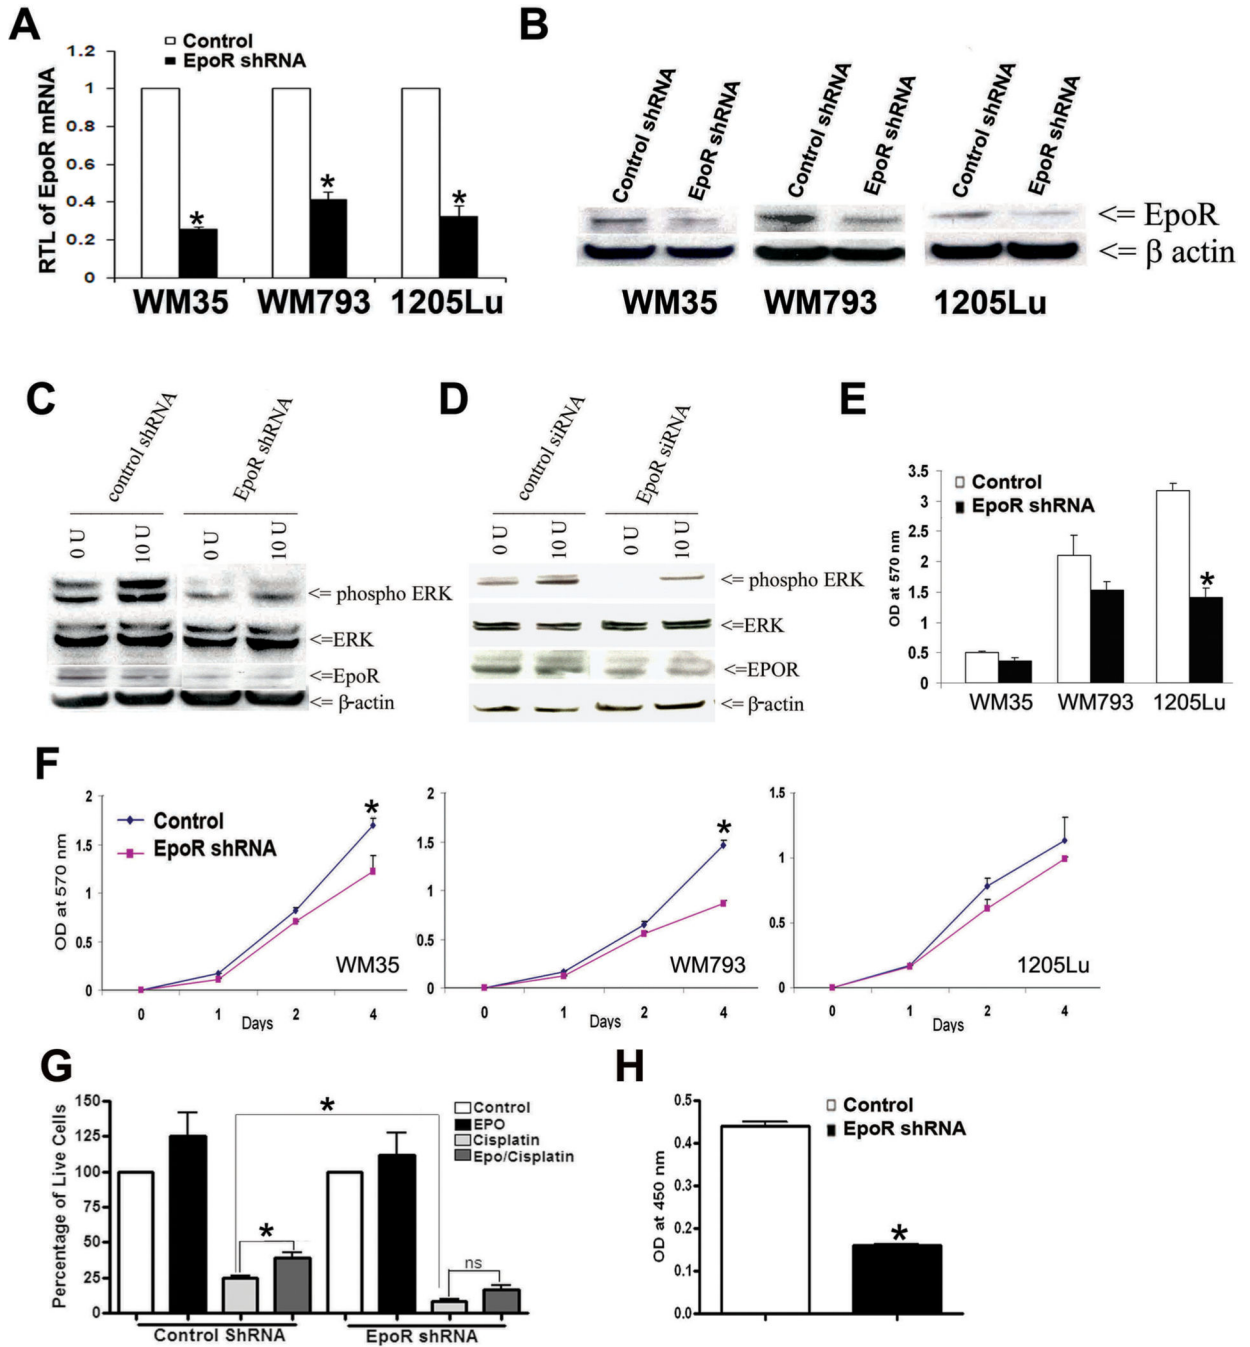 A
Control
EpoR shRNA
RTL of EpoR mRNA
1.2
1
0.8
0.6
0.4
0.2
0
*
*
*
WM35 WM793 1205Lu
B
Control shRNA EpoR shRNA Control shRNA EpoR shRNA Control shRNA EpoR shRNA
<= EpoR
<= β actin
WM35 WM793 1205Lu
C
control shRNA EpoR shRNA
0 U 10 U 0 U 10 U
<= phospho ERK
<=ERK
<=EpoR
<= β-actin
D
control siRNA EpoR siRNA
0 U 10 U 0 U 10 U
<= phospho ERK
<=ERK
<=EPOR
<= β-actin
E
Control
EpoR shRNA
OD at 570 nm
3.5
3
2.5
2
1.5
1
0.5
0
*
WM35 WM793 1205Lu
F
Control
EpoR shRNA
OD at 570 nm
2
1.5
1
0.5
0
*
WM35
0 1 2 4
Days
2
1.5
1
0.5
0
*
WM793
0 1 2 4
Days
1.5
1
0.5
0
1205Lu
0 1 2 4
Days
G
Percentage of Live Cells
150
125
100
75
50
25
0
Control
EPO
Cisplatin
Epo/Cisplatin
*
*
ns
Control ShRNA EpoR shRNA
H
Control
EpoR shRNA
OD at 450 nm
0.5
0.4
0.3
0.2
0.1
0.0
*